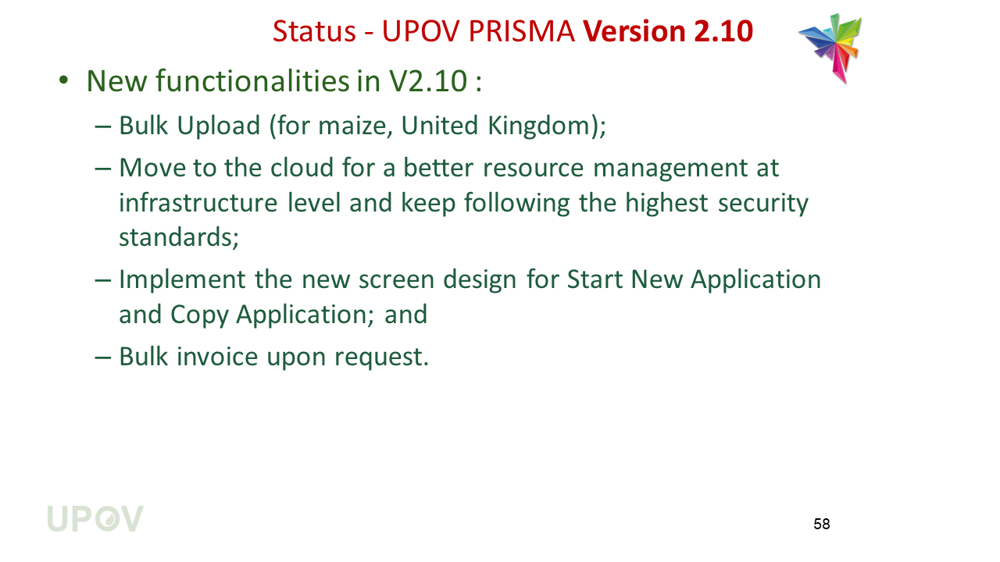 Status - UPOV PRISMA Version 2.10
• New functionalities in V2.10 :
– Bulk Upload (for maize, United Kingdom);
– Move to the cloud for a better resource management at
infrastructure level and keep following the highest security
standards;
– Implement the new screen design for Start New Application
and Copy Application; and
– Bulk invoice upon request.
UPOV
58